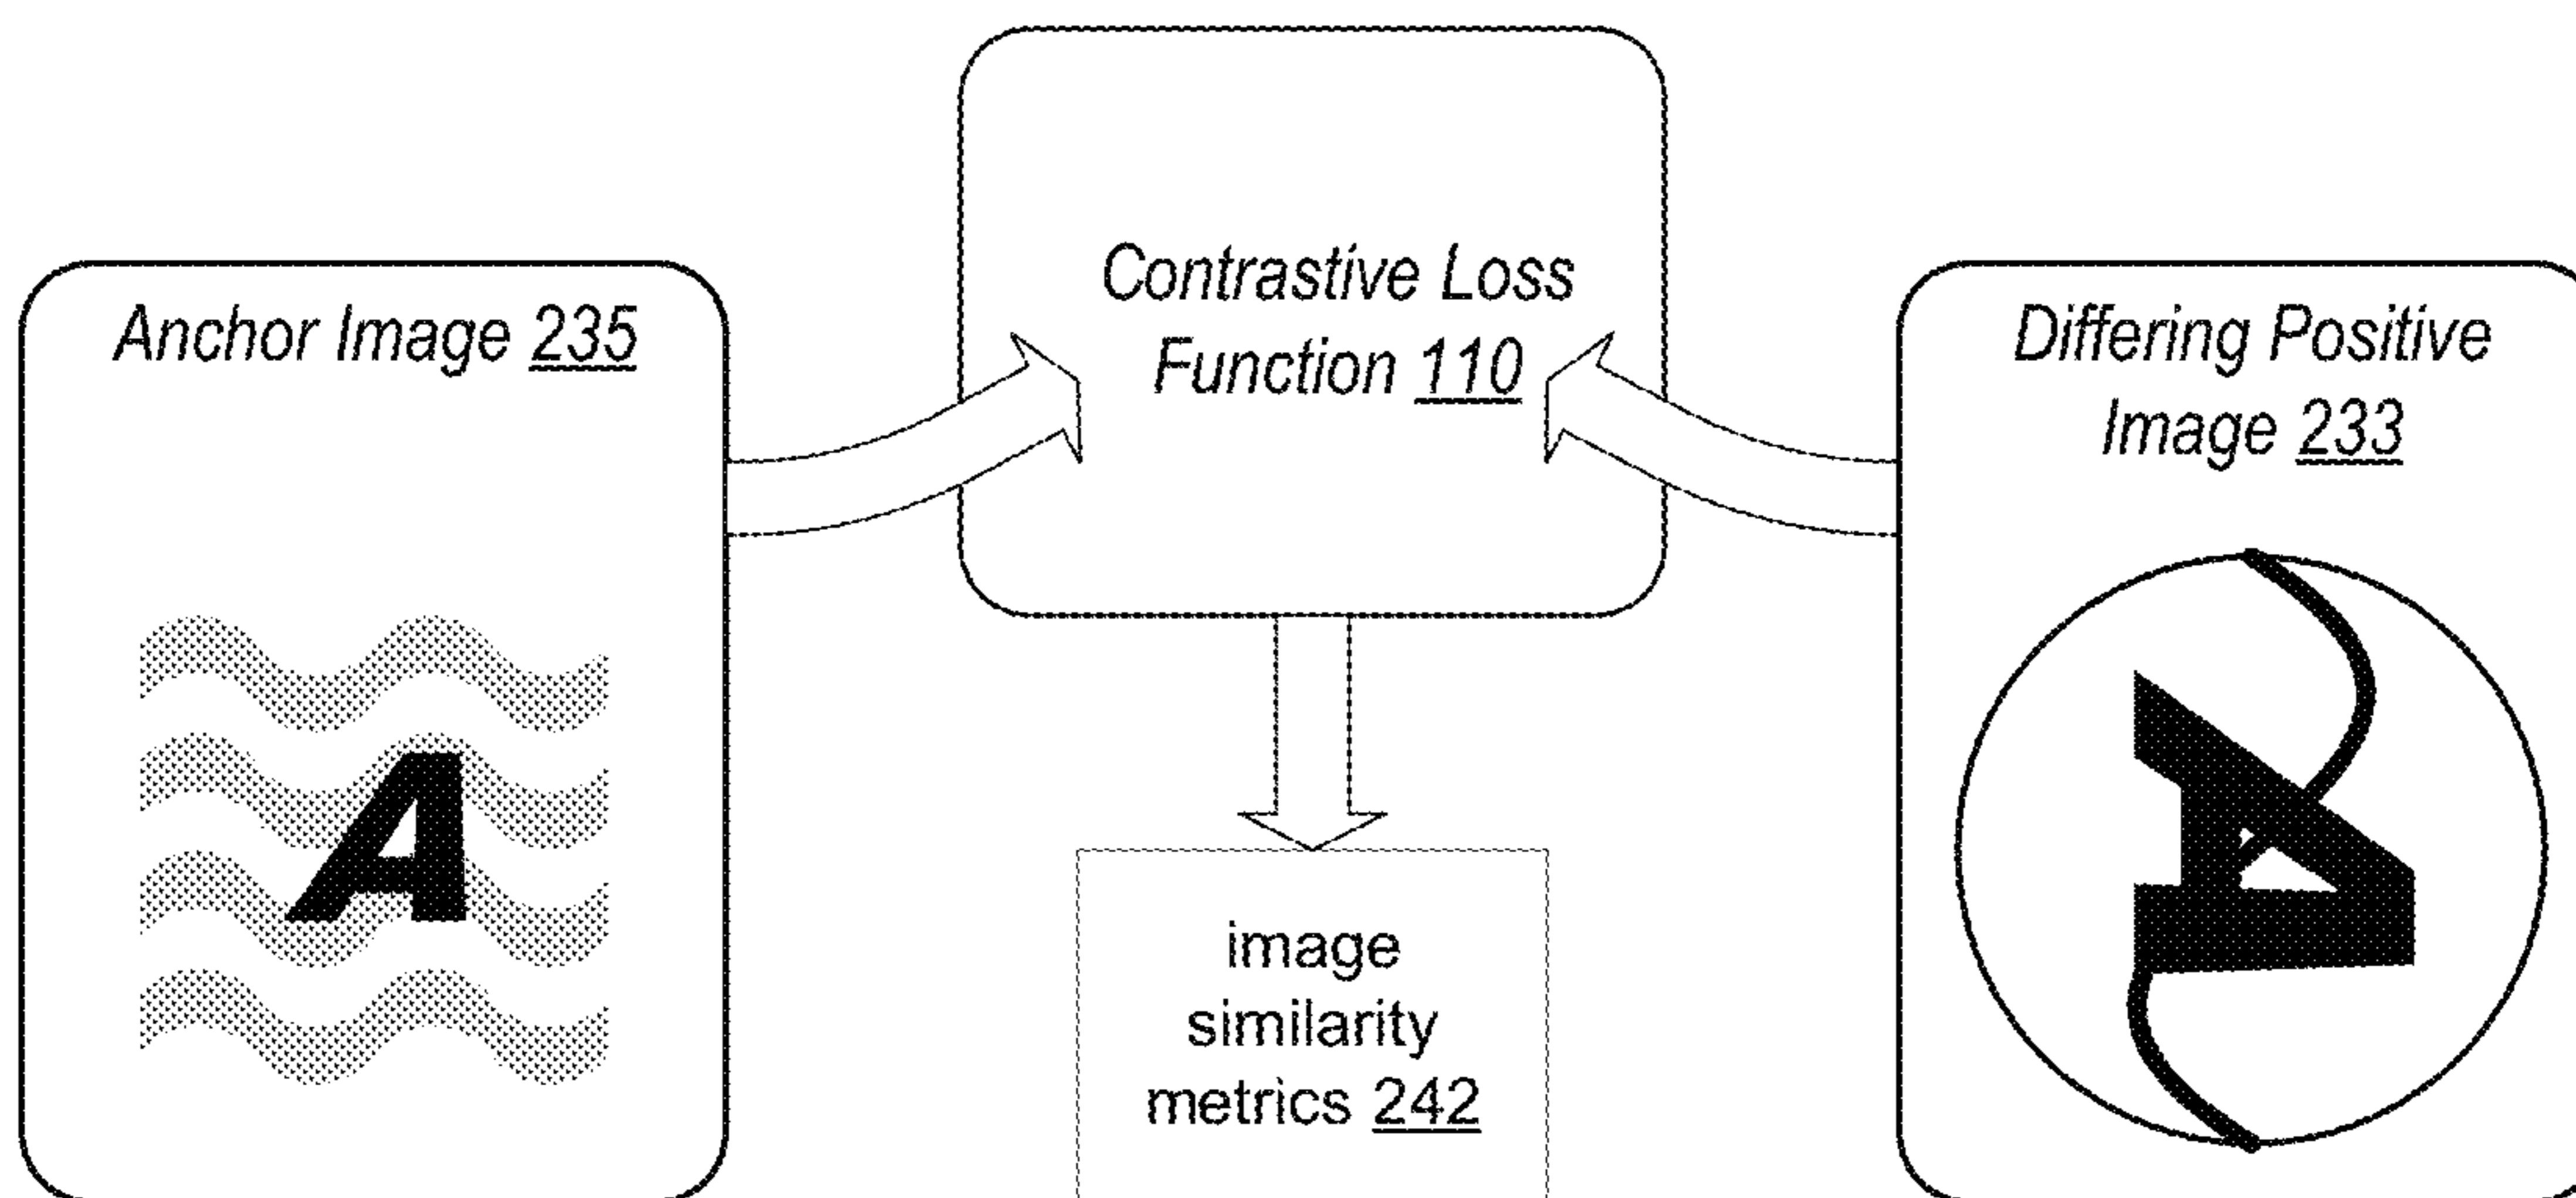 Contrastive Loss
Function 110
Anchor Image 235
A
Differing Positive
Image 233
A
image
similarity
metrics 242